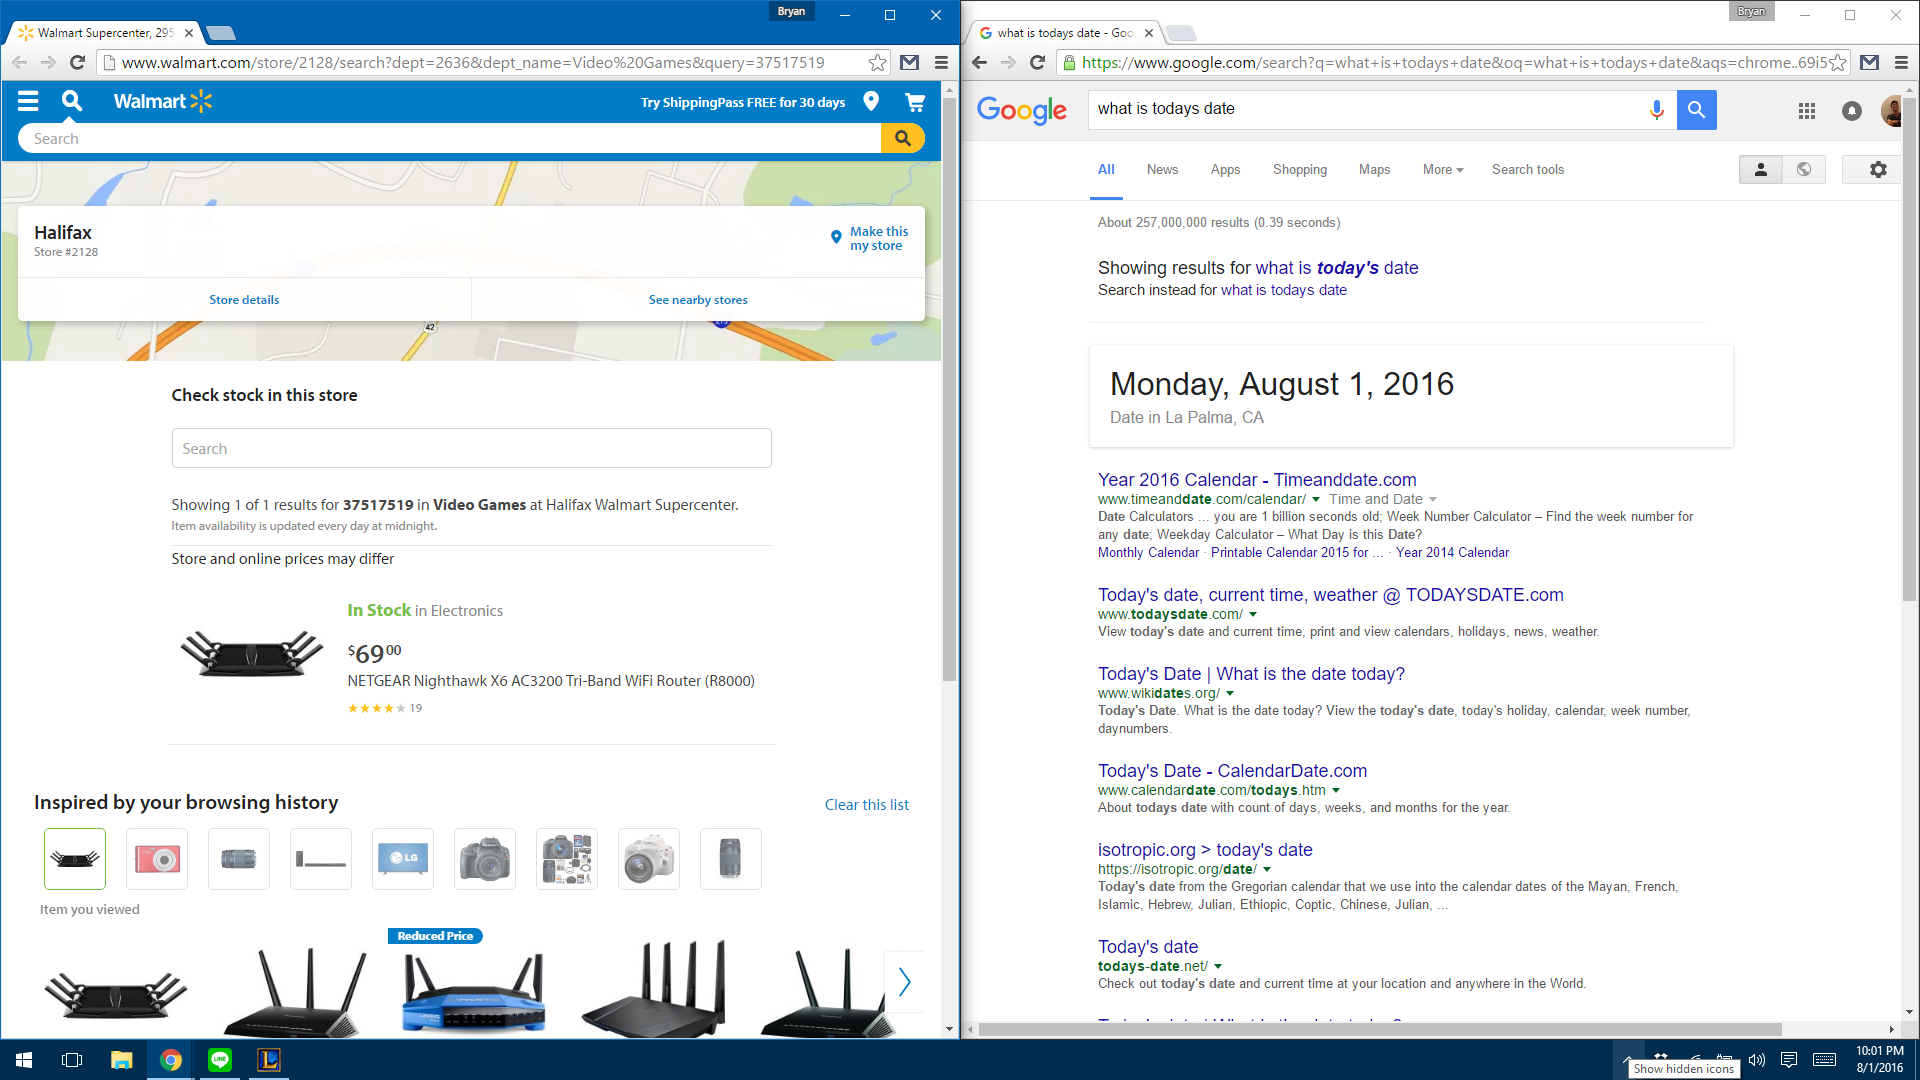 Bryan
Walmart Supercenter, 295
www.walmart.com/store/2128/search?dept=2636&dept_name=Video%20Games&query=37517519
Walmart
Try ShippingPass FREE for 30 days
Search
Halifax
Store #2128
Make this
my store
Store details
See nearby stores
42
Check stock in this store
Search
Showing 1 of 1 results for 37517519 in Video Games at Halifax Walmart Supercenter.
Item availability is updated every day at midnight.
Store and online prices may differ
In Stock in Electronics
$69 00
NETGEAR Nighthawk X6 AC3200 Tri-Band WiFi Router (R8000)
19
Inspired by your browsing history
Clear this list
LG
Item you viewed
Reduced Price
Bryan
what is todays date - Goo
https://www.google.com/search?q=what+is+todays+date&oq=what+is+todays+date&aqs=chrome..69i5
Google
what is todays date
All
News
Apps
Shopping
Maps
More
Search tools
About 257,000,000 results (0.39 seconds)
Showing results for what is today's date
Search instead for what is todays date
Monday, August 1, 2016
Date in La Palma, CA
Year 2016 Calendar - Timeanddate.com
www.timeanddate.com/calendar/ Time and Date
Date Calculators ... you are 1 billion seconds old; Week Number Calculator – Find the week number for
any date; Weekday Calculator – What Day is this Date?
Monthly Calendar · Printable Calendar 2015 for ... · Year 2014 Calendar
Today's date, current time, weather @ TODAYSDATE.com
www.todaysdate.com/
View today's date and current time, print and view calendars, holidays, news, weather.
Today's Date | What is the date today?
www.wikidates.org/
Today's Date. What is the date today? View the today's date, today's holiday, calendar, week number,
daynumbers.
Today's Date - CalendarDate.com
www.calendardate.com/todays.htm
About todays date with count of days, weeks, and months for the year.
isotropic.org > today's date
https://isotropic.org/date/
Today's date from the Gregorian calendar that we use into the calendar dates of the Mayan, French,
Islamic, Hebrew, Julian, Ethiopic, Coptic, Chinese, Julian, ...
Today's date
todays-date.net/
Check out today's date and current time at your location and anywhere in the World.
LINE
L
Show hidden icons
10:01 PM
8/1/2016